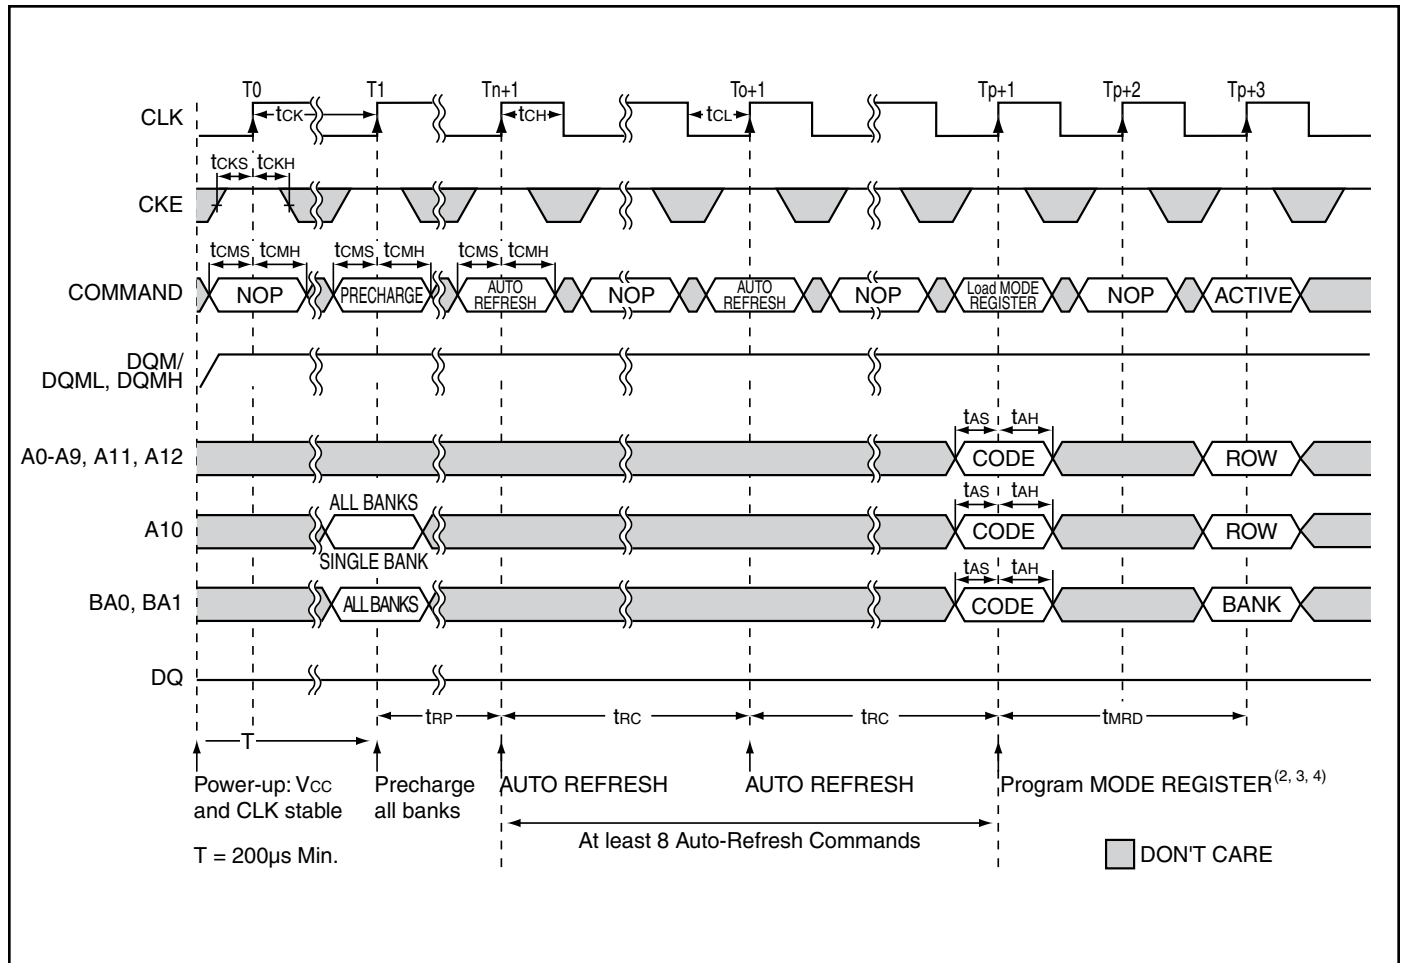 T0 T1 Tn+1 To+1 Tp+1 Tp+2 Tp+3
CLK tCK tCH tCL
tCKS tCKH
CKE
tCMS tCMH tCMS tCMH tCMS tCMH
COMMAND NOP PRECHARGE AUTO REFRESH NOP AUTO REFRESH NOP Load MODE REGISTER NOP ACTIVE
DQM/
DQML, DQMH
tAS tAH
A0-A9, A11, A12 CODE ROW
ALL BANKS tAS tAH
A10 CODE ROW
SINGLE BANK tAS tAH
BA0, BA1 ALL BANKS CODE BANK
DQ
tRP tRC tRC tMRD
T
Power-up: VCC
and CLK stable
Precharge
all banks
AUTO REFRESH AUTO REFRESH Program MODE REGISTER(2, 3, 4)
At least 8 Auto-Refresh Commands
T = 200µs Min.
DON'T CARE